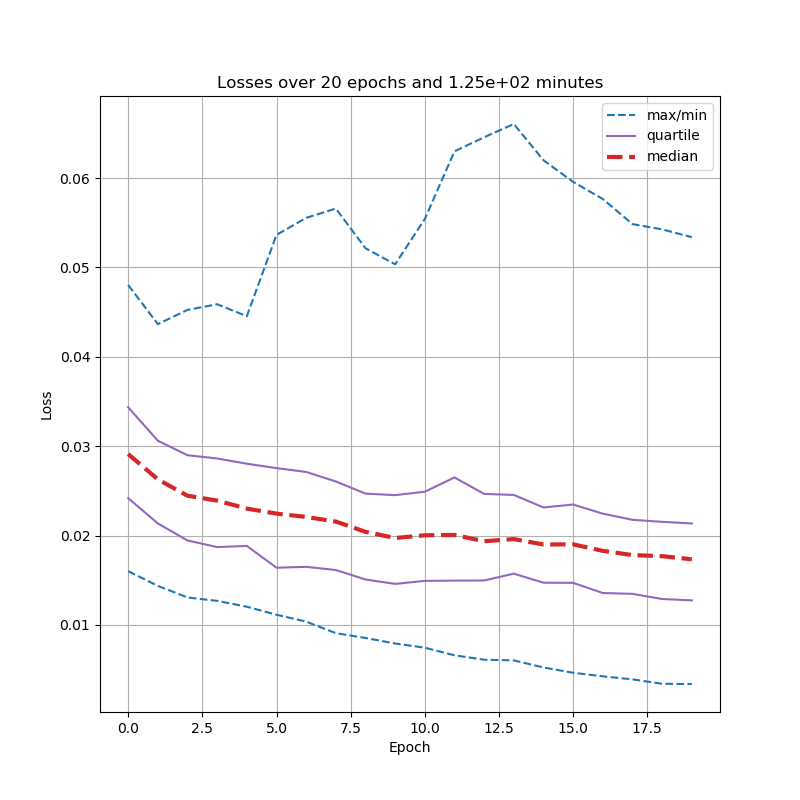 Losses over 20 epochs and 1.25e+02 minutes
max/min
quartile
median
0.06
0.05
0.04
0.03
0.02
0.01
Loss
0.0 2.5 5.0 7.5 10.0 12.5 15.0 17.5
Epoch